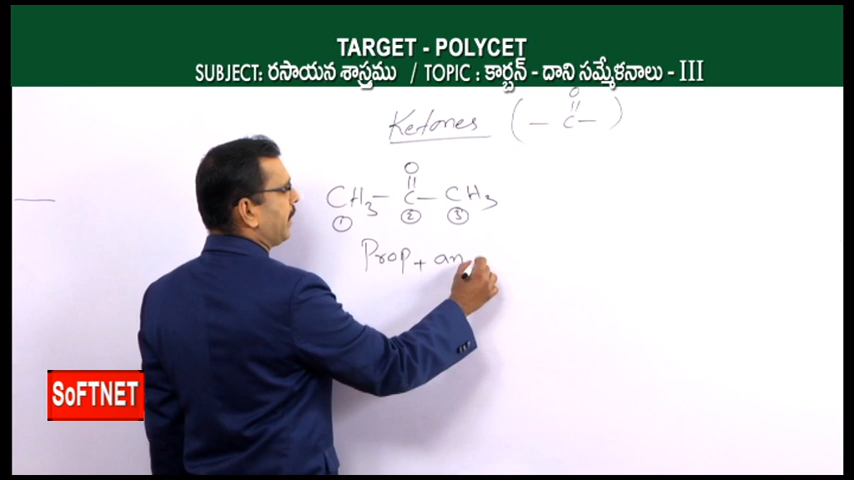 TARGET - POLYCET
SUBJECT: రసాయన శాస్త్రము / TOPIC : కార్బన్ - దాని సమ్మేళనాలు - III
Ketones ( - C - )
O
||
O
||
CH3 - C - CH3
1 2 3
Prop + an
SoFTNET